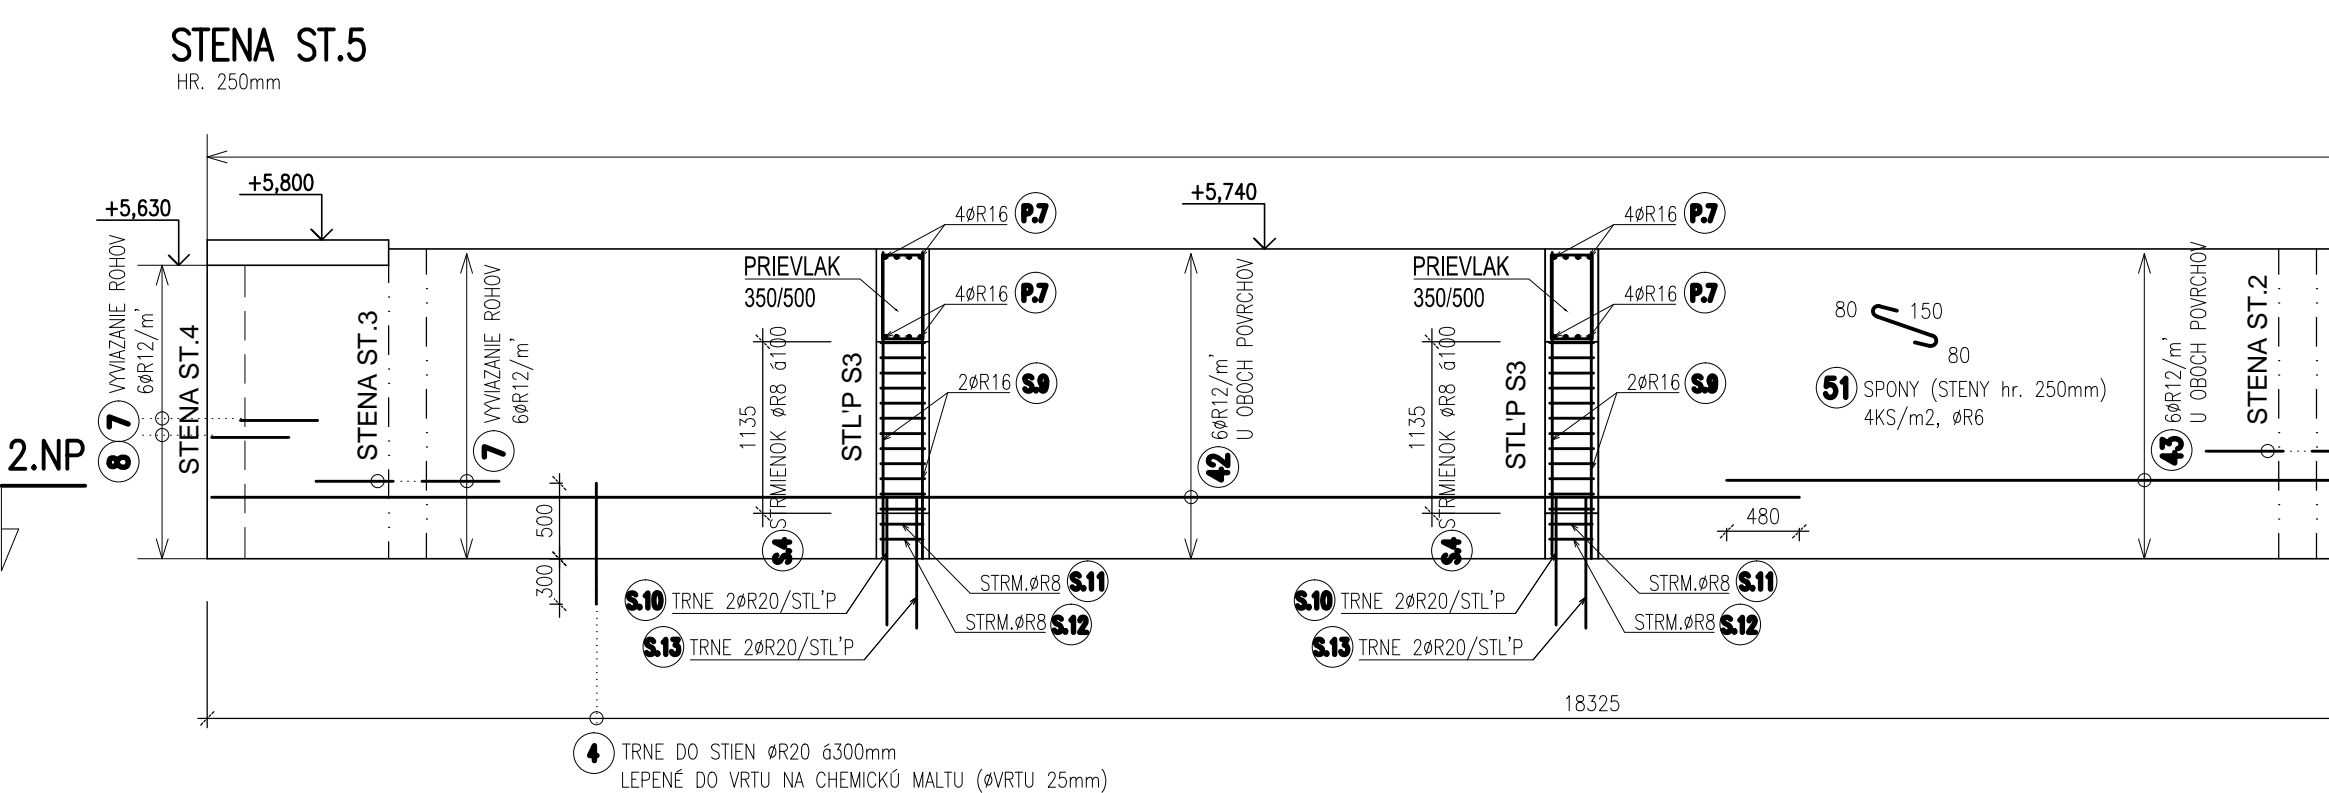 STENA ST.5
HR. 250mm
+5,800
+5,630
+5,740
4øR16 P.7
4øR16 P.7
PRIEVLAK
350/500
4øR16 P.7
PRIEVLAK
350/500
4øR16 P.7
8 7 VYVIAZANIE ROHOV
6øR12/m'
STENA ST.4
STENA ST.3
7 VYVIAZANIE ROHOV
6øR12/m'
1135
S.4 STRMIENOK øR8 á100
STL'P S3
2øR16 S.9
42 6øR12/m'
U OBOCH POVRCHOV
1135
S.4 STRMIENOK øR8 á100
STL'P S3
2øR16 S.9
80
150
80
51 SPONY (STENY hr. 250mm)
4KS/m2, øR6
43 6øR12/m'
U OBOCH POVRCHOV
STENA ST.2
2.NP
500
300
480
STRM.øR8 S.11
S.10 TRNE 2øR20/STL'P
STRM.øR8 S.12
S.13 TRNE 2øR20/STL'P
STRM.øR8 S.11
S.10 TRNE 2øR20/STL'P
STRM.øR8 S.12
S.13 TRNE 2øR20/STL'P
18325
4 TRNE DO STIEN øR20 á300mm
LEPENÉ DO VRTU NA CHEMICKÚ MALTU (øVRTU 25mm)